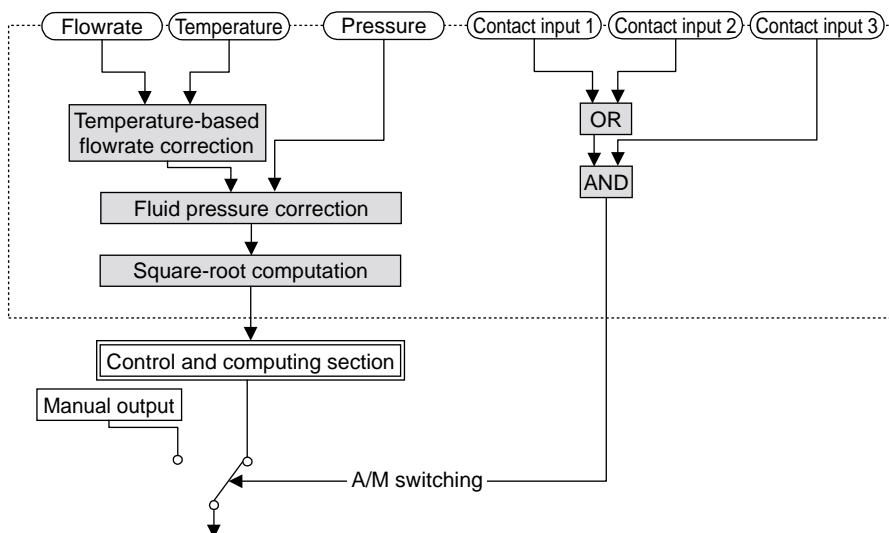 Flowrate
Temperature
Pressure
Contact input 1
Contact input 2
Contact input 3
Temperature-based
flowrate correction
OR
AND
Fluid pressure correction
Square-root computation
Control and computing section
Manual output
A/M switching